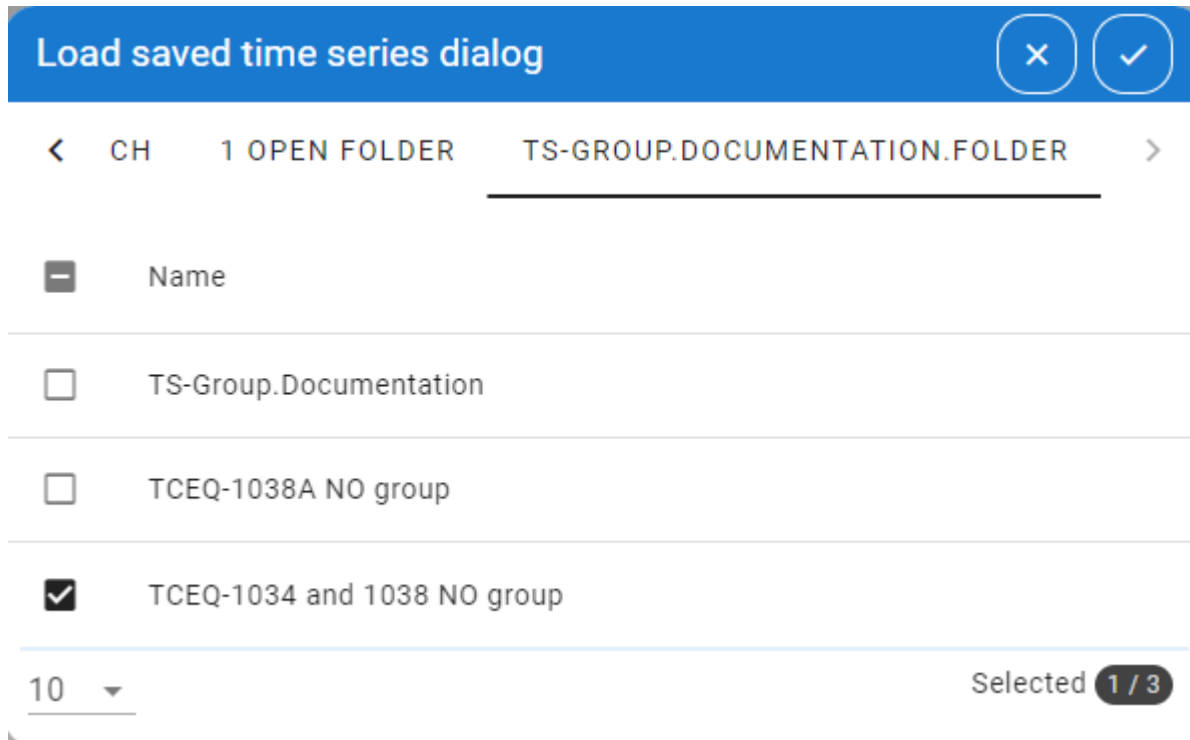 Load saved time series dialog
CH 1 OPEN FOLDER TS-GROUP.DOCUMENTATION.FOLDER
Name
TS-Group.Documentation
TCEQ-1038A NO group
TCEQ-1034 and 1038 NO group
10 Selected 1 / 3